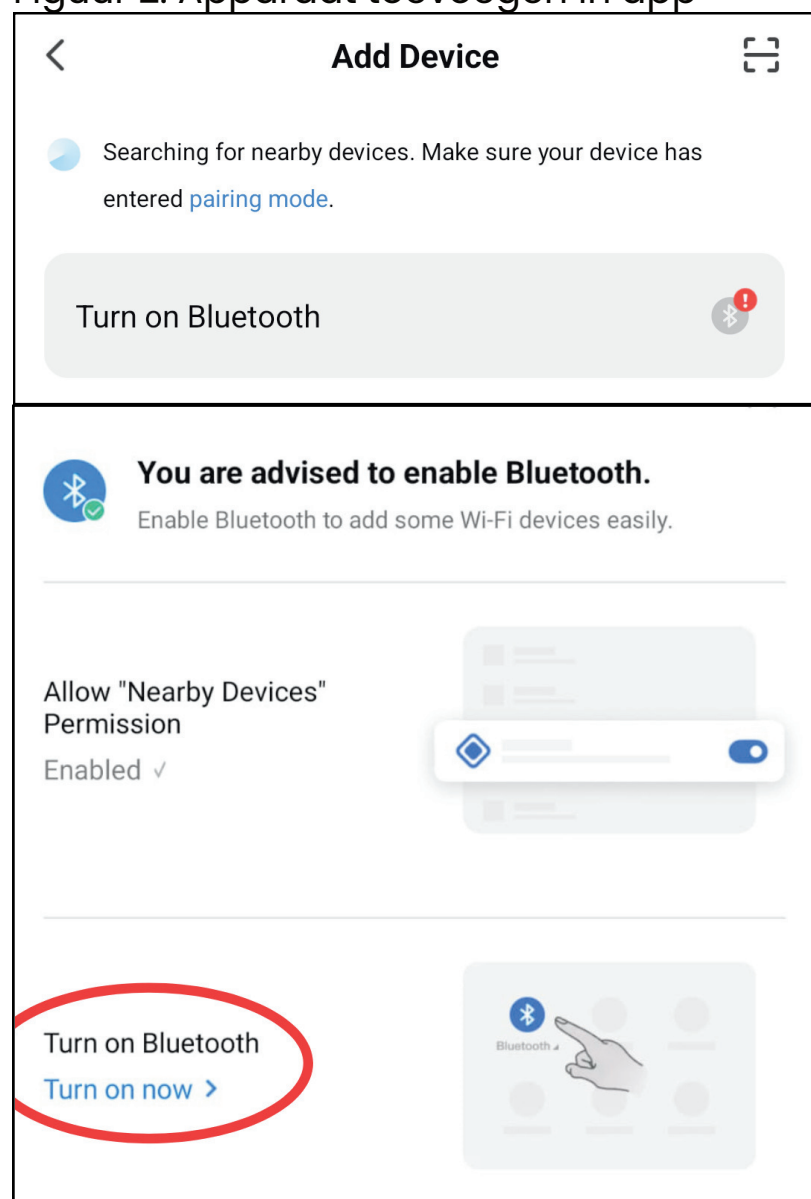 Add Device
Searching for nearby devices. Make sure your device has
entered pairing mode.
Turn on Bluetooth
You are advised to enable Bluetooth.
Enable Bluetooth to add some Wi-Fi devices easily.
Allow "Nearby Devices"
Permission
Enabled √
Bluetooth
Turn on Bluetooth
Turn on now >